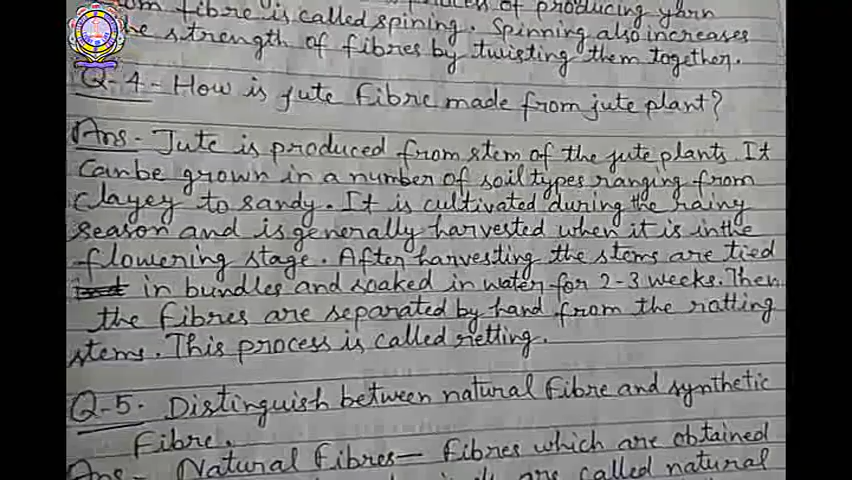 om fibre is called spining. Spinning also increases
he strength of fibres by twisting them together.
Q-4- How is jute fibre made from jute plant?
Ans- Jute is produced from stem of the jute plants. It
can be grown in a number of soil types ranging from
clayey to sandy. It is cultivated during the rainy
season and is generally harvested when it is in the
flowering stage. After harvesting the stems are tied
in bundles and soaked in water for 2-3 weeks. Then
the fibres are separated by hand from the rotting
stems. This process is called retting.
Q-5. Distinguish between natural fibre and synthetic
fibre.
Ans- Natural fibres— fibres which are obtained
are called natural